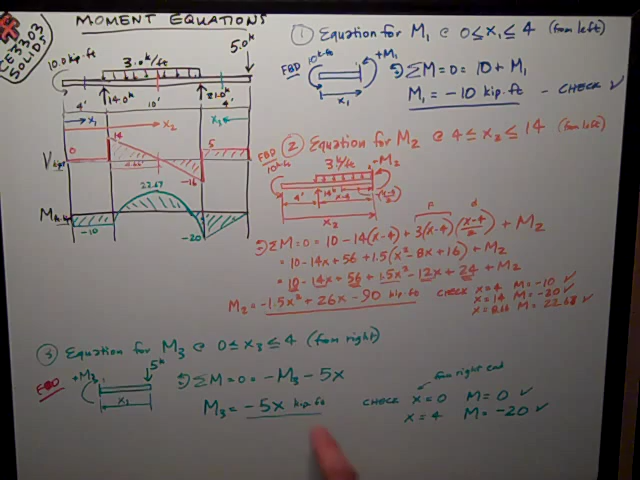 MOMENT EQUATIONS
CE3303
SOLIDS
10.0 kip·ft
3.0 k/ft
5.0k
4' 14.0k 10' 21.0k 4'
x₁ x₂ x₃
V kips
0 14 5
-16
22.67
-10 -20
① Equation for M₁ @ 0≤x₁≤4 (from left)
FBD
10 k·ft
+M₁
x₁
ΣM=0= 10 + M₁
M₁ = -10 kip·ft - CHECK ✓
② Equation for M₂ @ 4≤x₂≤14 (from left)
FBD
10k·ft
3 k/ft
+M₂
4' 14k x-4
x₂
F d
ΣM=0= 10 - 14(x-4) + 3(x-4)(x-4/2) + M₂
= 10 - 14x + 56 + 1.5(x² - 8x + 16) + M₂
= 10 - 14x + 56 + 1.5x² - 12x + 24 + M₂
M₂ = -1.5x² + 26x - 90 kip·ft
CHECK x=4 M=-10 ✓
x=14 M=-20 ✓
M=22.68 ✓
③ Equation for M₃ @ 0≤x₃≤4 (from right)
FBD
5k
x₃
ΣM=0= -M₃ - 5x
M₃ = -5x kip·ft
from right end
CHECK x=0 M=0 ✓
x=4 M=-20 ✓